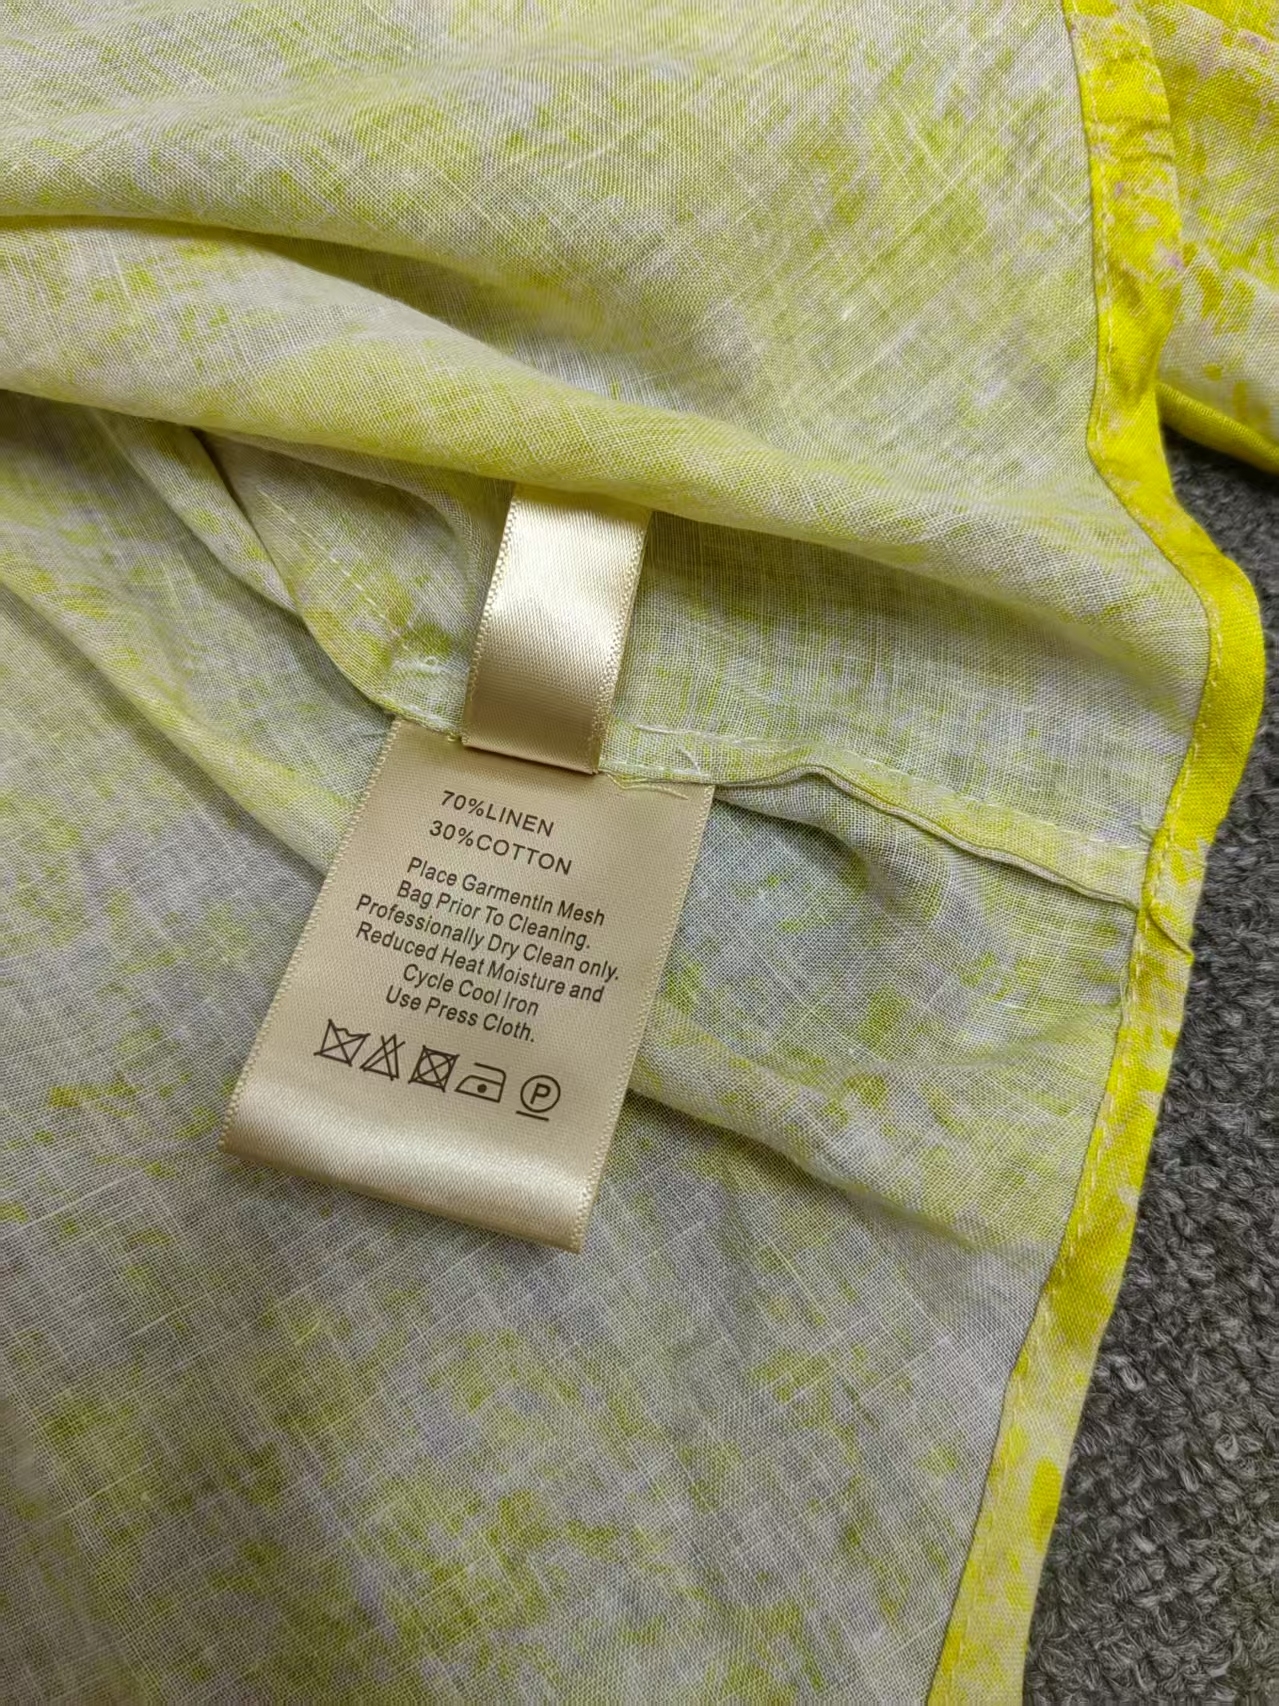 70%LINEN
30%COTTON
Place GarmentIn Mesh
Bag Prior To Cleaning.
Professionally Dry Clean only.
Reduced Heat Moisture and
Cycle Cool Iron
Use Press Cloth.
P